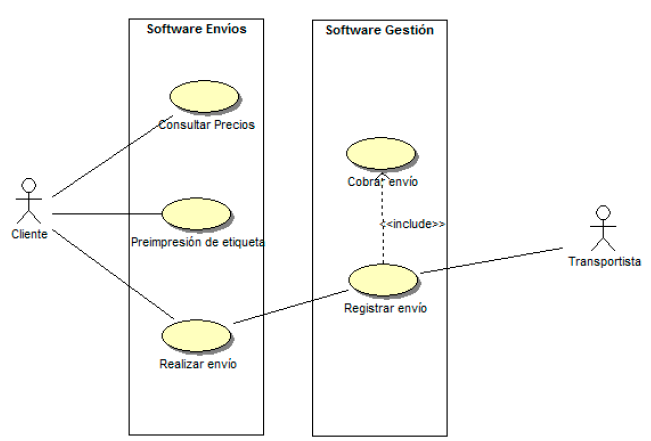 Software Envíos
Software Gestión
Consultar Precios
Cobrar envío
Cliente
Preimpresión de etiqueta
<<include>>
Transportista
Registrar envío
Realizar envío